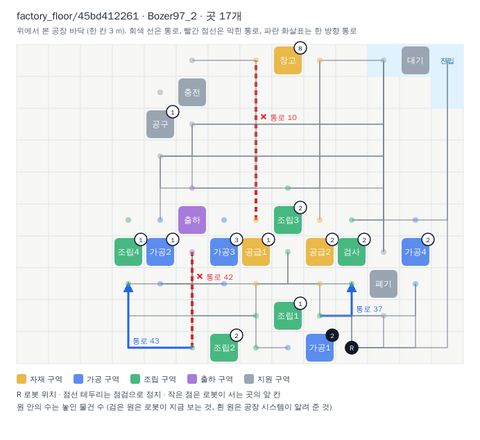 factory_floor/45bd412261 · Bozer97_2 · 곳 17개
위에서 본 공장 바닥 (한 칸 3 m). 회색 선은 통로, 빨간 점선은 막힌 통로, 파란 화살표는 한 방향 통로
8
창고
대기
충전
1
공구
✕ 통로 10
출하
2
조립3
1
조립4
1
가공2
3
가공3
1
공급1
2
공급2
2
검사
2
가공4
✕ 통로 42
폐기
1
조립1
통로 37
통로 43
2
조립2
2
가공1
R
자재 구역
가공 구역
조립 구역
출하 구역
지원 구역
R 로봇 위치 · 점선 테두리는 점검으로 정지 · 작은 점은 로봇이 서는 곳의 앞 칸
원 안의 수는 놓인 물건 수 (검은 원은 로봇이 지금 보는 것, 흰 원은 공장 시스템이 알려 준 것)